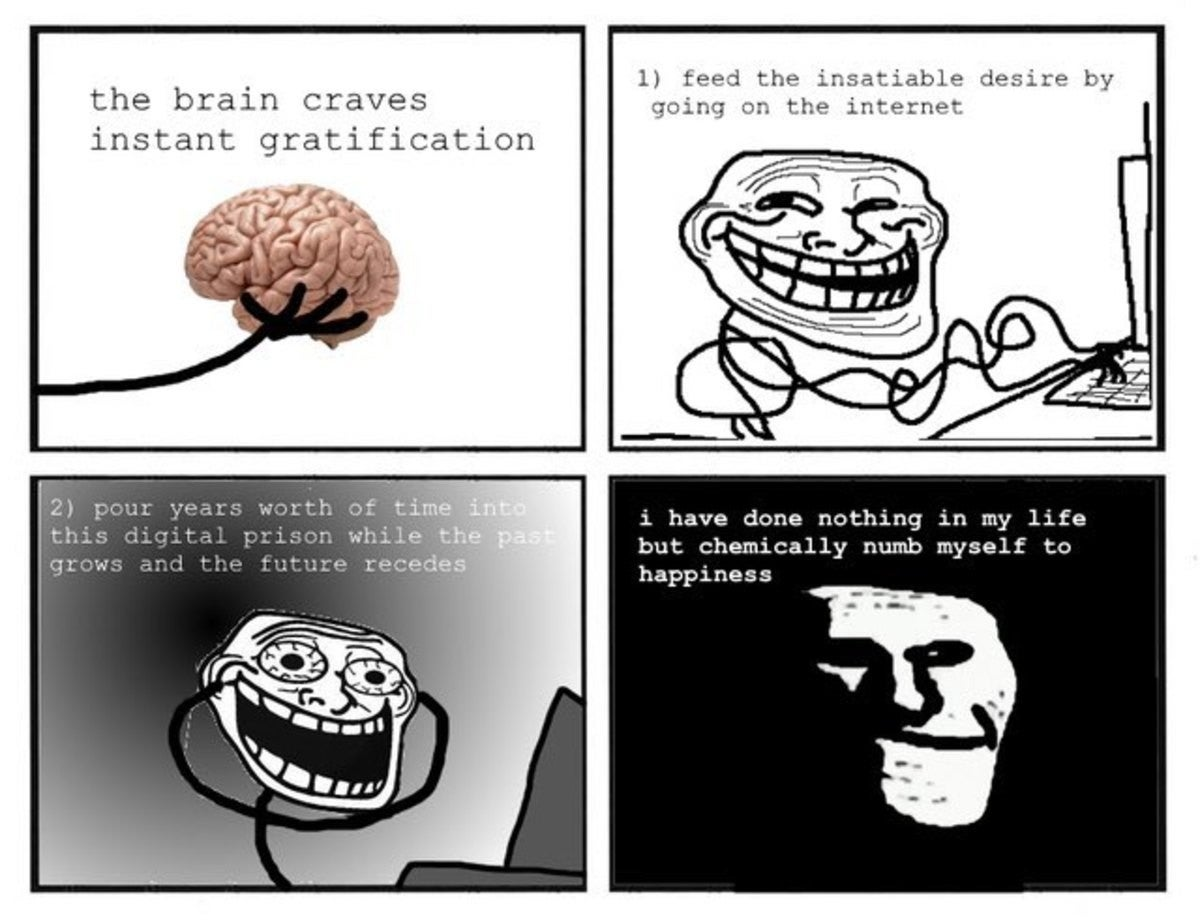 the brain craves
instant gratification
1) feed the insatiable desire by
going on the internet
2) pour years worth of time into
this digital prison while the past
grows and the future recedes
i have done nothing in my life
but chemically numb myself to
happiness